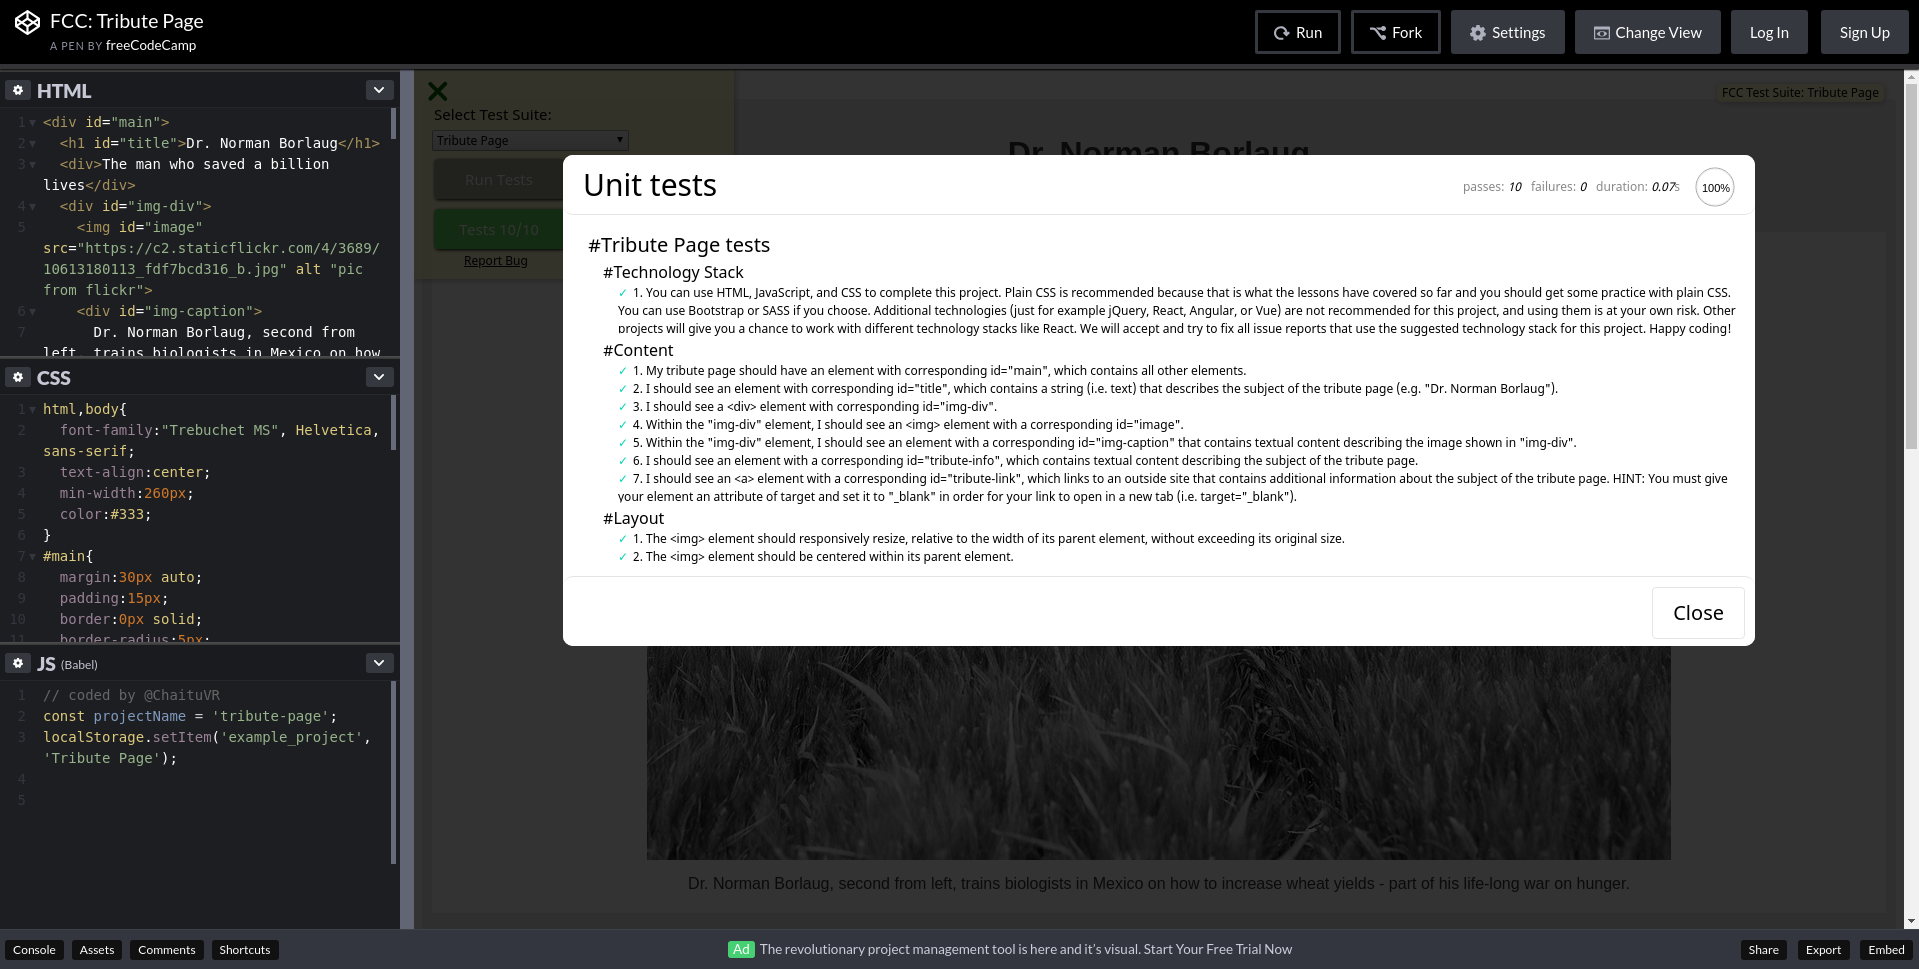 FCC: Tribute Page
A PEN BY freeCodeCamp
Run
Fork
Settings
Change View
Log In
Sign Up
HTML
1 <div id="main">
2 <h1 id="title">Dr. Norman Borlaug</h1>
3 <div>The man who saved a billion
lives</div>
4 <div id="img-div">
5 <img id="image"
src="https://c2.staticflickr.com/4/3689/
10613180113_fdf7bcd316_b.jpg" alt "pic
from flickr">
6 <div id="img-caption">
7 Dr. Norman Borlaug, second from
left, trains biologists in Mexico on how
CSS
1 html,body{
2 font-family:"Trebuchet MS", Helvetica,
sans-serif;
3 text-align:center;
4 min-width:260px;
5 color:#333;
6 }
7 #main{
8 margin:30px auto;
9 padding:15px;
10 border:0px solid;
11 border-radius:5px;
JS (Babel)
1 // coded by @ChaituVR
2 const projectName = 'tribute-page';
3 localStorage.setItem('example_project',
'Tribute Page');
4
5
Select Test Suite:
Tribute Page
Run Tests
Tests 10/10
Report Bug
FCC Test Suite: Tribute Page
Dr. Norman Borlaug
Unit tests
passes: 10 failures: 0 duration: 0.07s 100%
#Tribute Page tests
#Technology Stack
✓ 1. You can use HTML, JavaScript, and CSS to complete this project. Plain CSS is recommended because that is what the lessons have covered so far and you should get some practice with plain CSS.
You can use Bootstrap or SASS if you choose. Additional technologies (just for example jQuery, React, Angular, or Vue) are not recommended for this project, and using them is at your own risk. Other
projects will give you a chance to work with different technology stacks like React. We will accept and try to fix all issue reports that use the suggested technology stack for this project. Happy coding!
#Content
✓ 1. My tribute page should have an element with corresponding id="main", which contains all other elements.
✓ 2. I should see an element with corresponding id="title", which contains a string (i.e. text) that describes the subject of the tribute page (e.g. "Dr. Norman Borlaug").
✓ 3. I should see a <div> element with corresponding id="img-div".
✓ 4. Within the "img-div" element, I should see an <img> element with a corresponding id="image".
✓ 5. Within the "img-div" element, I should see an element with a corresponding id="img-caption" that contains textual content describing the image shown in "img-div".
✓ 6. I should see an element with a corresponding id="tribute-info", which contains textual content describing the subject of the tribute page.
✓ 7. I should see an <a> element with a corresponding id="tribute-link", which links to an outside site that contains additional information about the subject of the tribute page. HINT: You must give
your element an attribute of target and set it to "_blank" in order for your link to open in a new tab (i.e. target="_blank").
#Layout
✓ 1. The <img> element should responsively resize, relative to the width of its parent element, without exceeding its original size.
✓ 2. The <img> element should be centered within its parent element.
Close
Dr. Norman Borlaug, second from left, trains biologists in Mexico on how to increase wheat yields - part of his life-long war on hunger.
Console
Assets
Comments
Shortcuts
Ad The revolutionary project management tool is here and it's visual. Start Your Free Trial Now
Share
Export
Embed